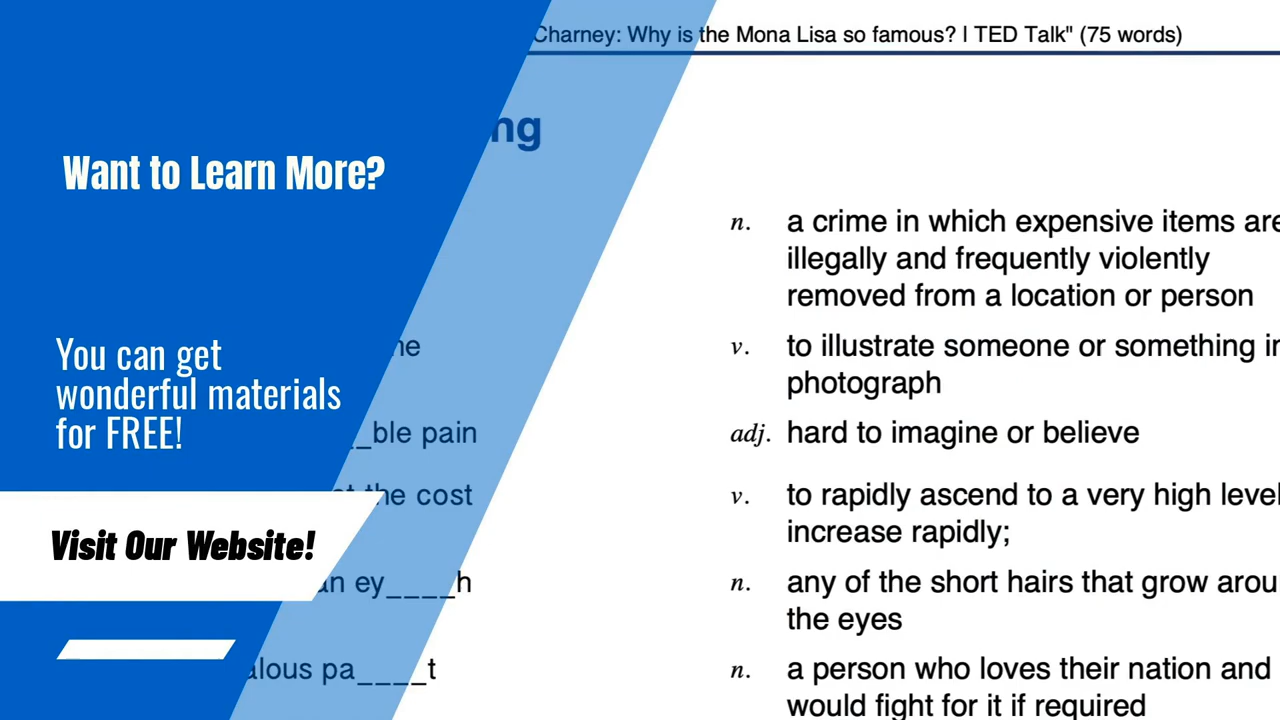 Charney: Why is the Mona Lisa so famous? | TED Talk" (75 words)
ng
Want to Learn More?
You can get
wonderful materials
for FREE!
Visit Our Website!
ne
_ble pain
the cost
an ey____h
alous pa____t
n. a crime in which expensive items are
illegally and frequently violently
removed from a location or person
v. to illustrate someone or something in
photograph
adj. hard to imagine or believe
v. to rapidly ascend to a very high level
increase rapidly;
n. any of the short hairs that grow arou
the eyes
n. a person who loves their nation and
would fight for it if required